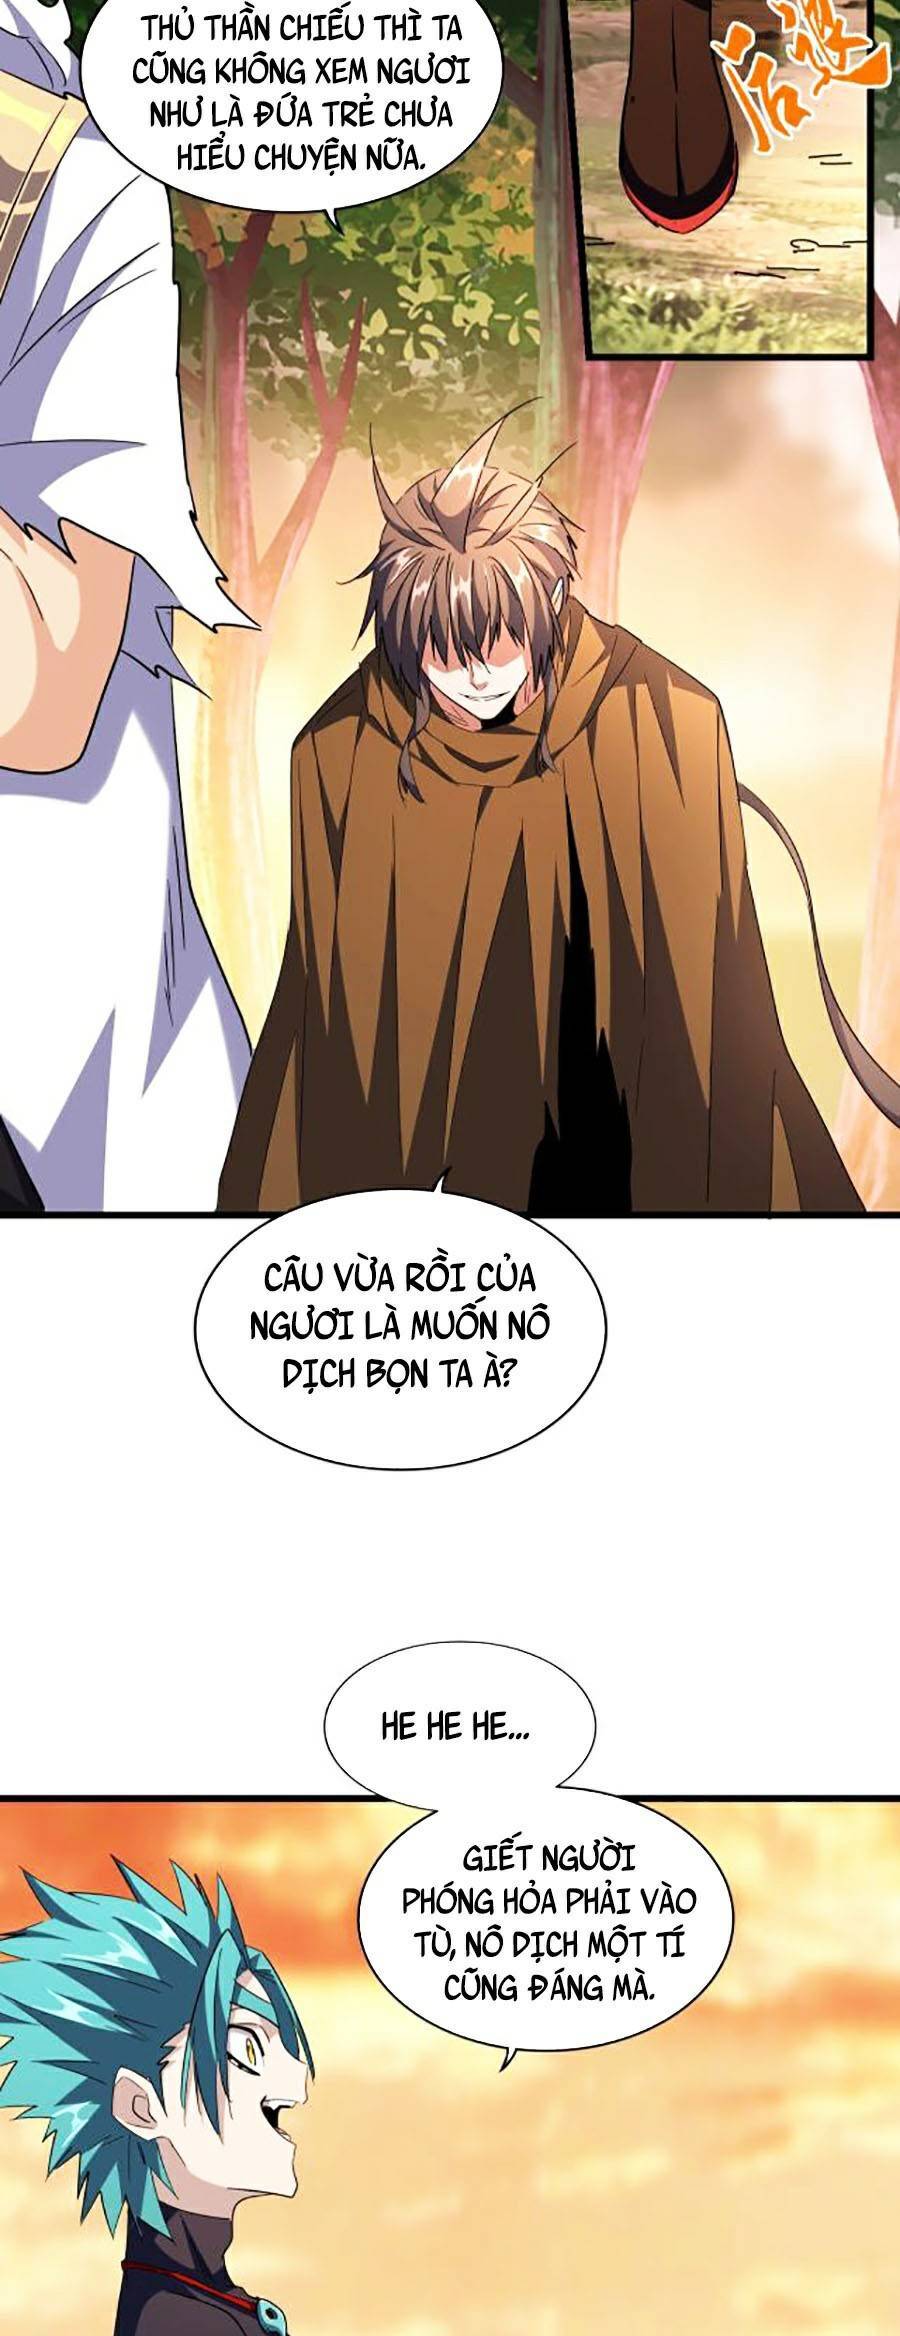 THỦ THẦN CHIẾU THÌ TA
CŨNG KHÔNG XEM NGƯƠI
NHƯ LÀ ĐỨA TRẺ CHƯA
HIỂU CHUYỆN NỮA.
后退
CÂU VỪA RỒI CỦA
NGƯƠI LÀ MUỐN NÔ
DỊCH BỌN TA À?
HE HE HE...
GIẾT NGƯỜI
PHÓNG HỎA PHẢI VÀO
TÙ, NÔ DỊCH MỘT TÍ
CŨNG ĐÁNG MÀ.